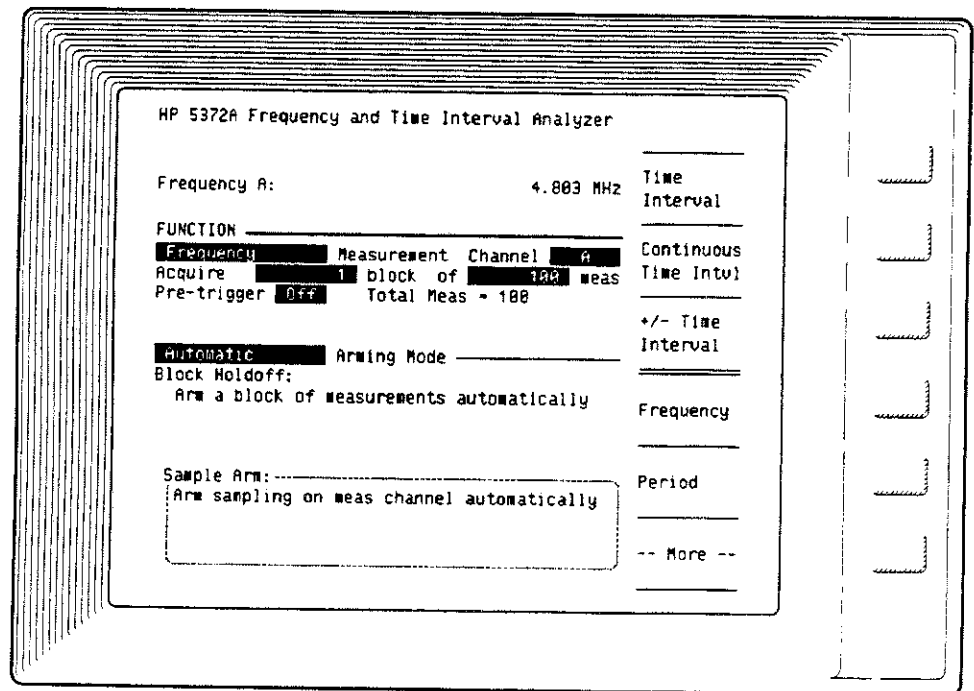 HP 5372A Frequency and Time Interval Analyzer
Frequency A: 4.803 MHz
FUNCTION
Frequency Measurement Channel A
Acquire 1 block of 100 meas
Pre-trigger Off Total Meas = 100
Automatic Arming Mode
Block Holdoff:
Arm a block of measurements automatically
Sample Arm:
Arm sampling on meas channel automatically
Time
Interval
Continuous
Time Intvl
+/- Time
Interval
Frequency
Period
-- More --